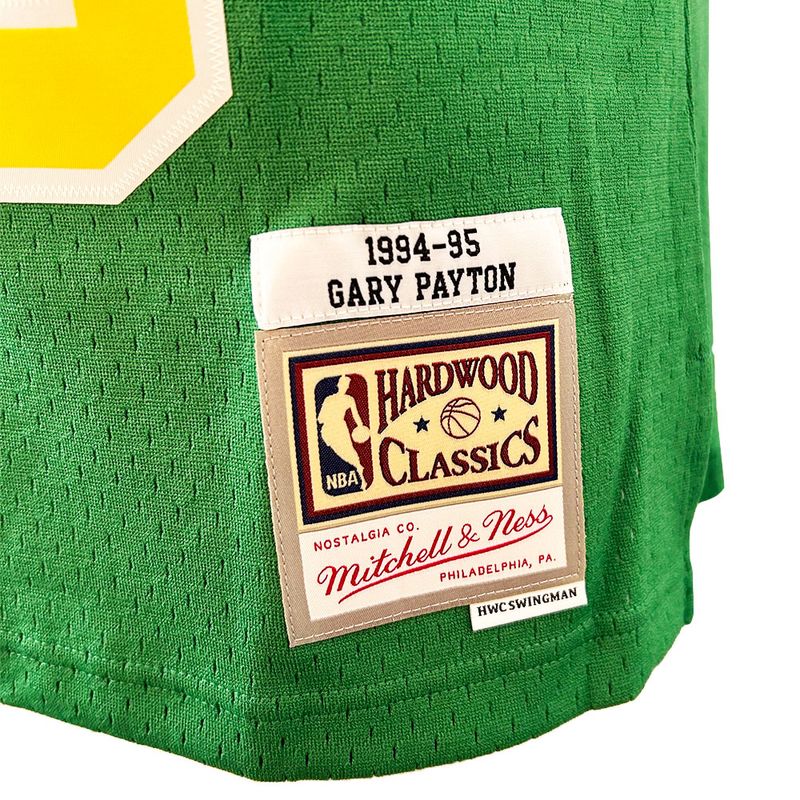 1994-95
GARY PAYTON
HARDWOOD
CLASSICS
NBA
NOSTALGIA CO.
Mitchell & Ness
PHILADELPHIA, PA.
HWC SWINGMAN